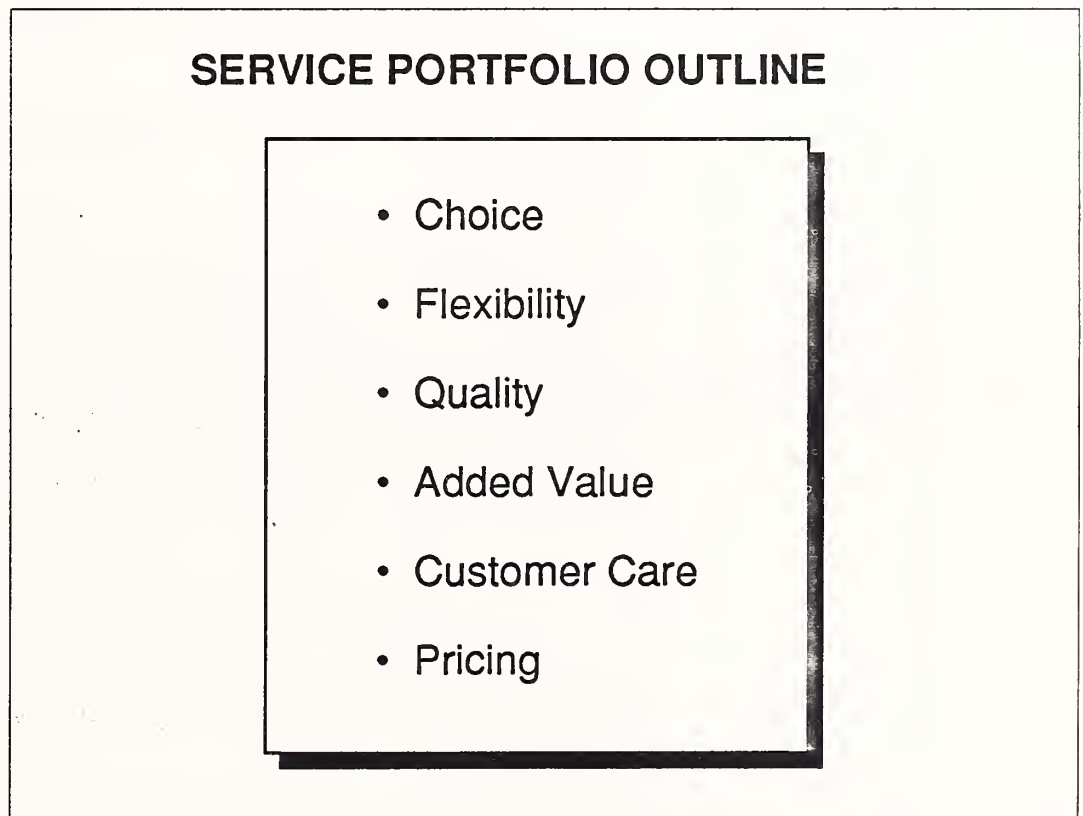 SERVICE PORTFOLIO OUTLINE
• Choice
• Flexibility
• Quality
• Added Value
• Customer Care
• Pricing